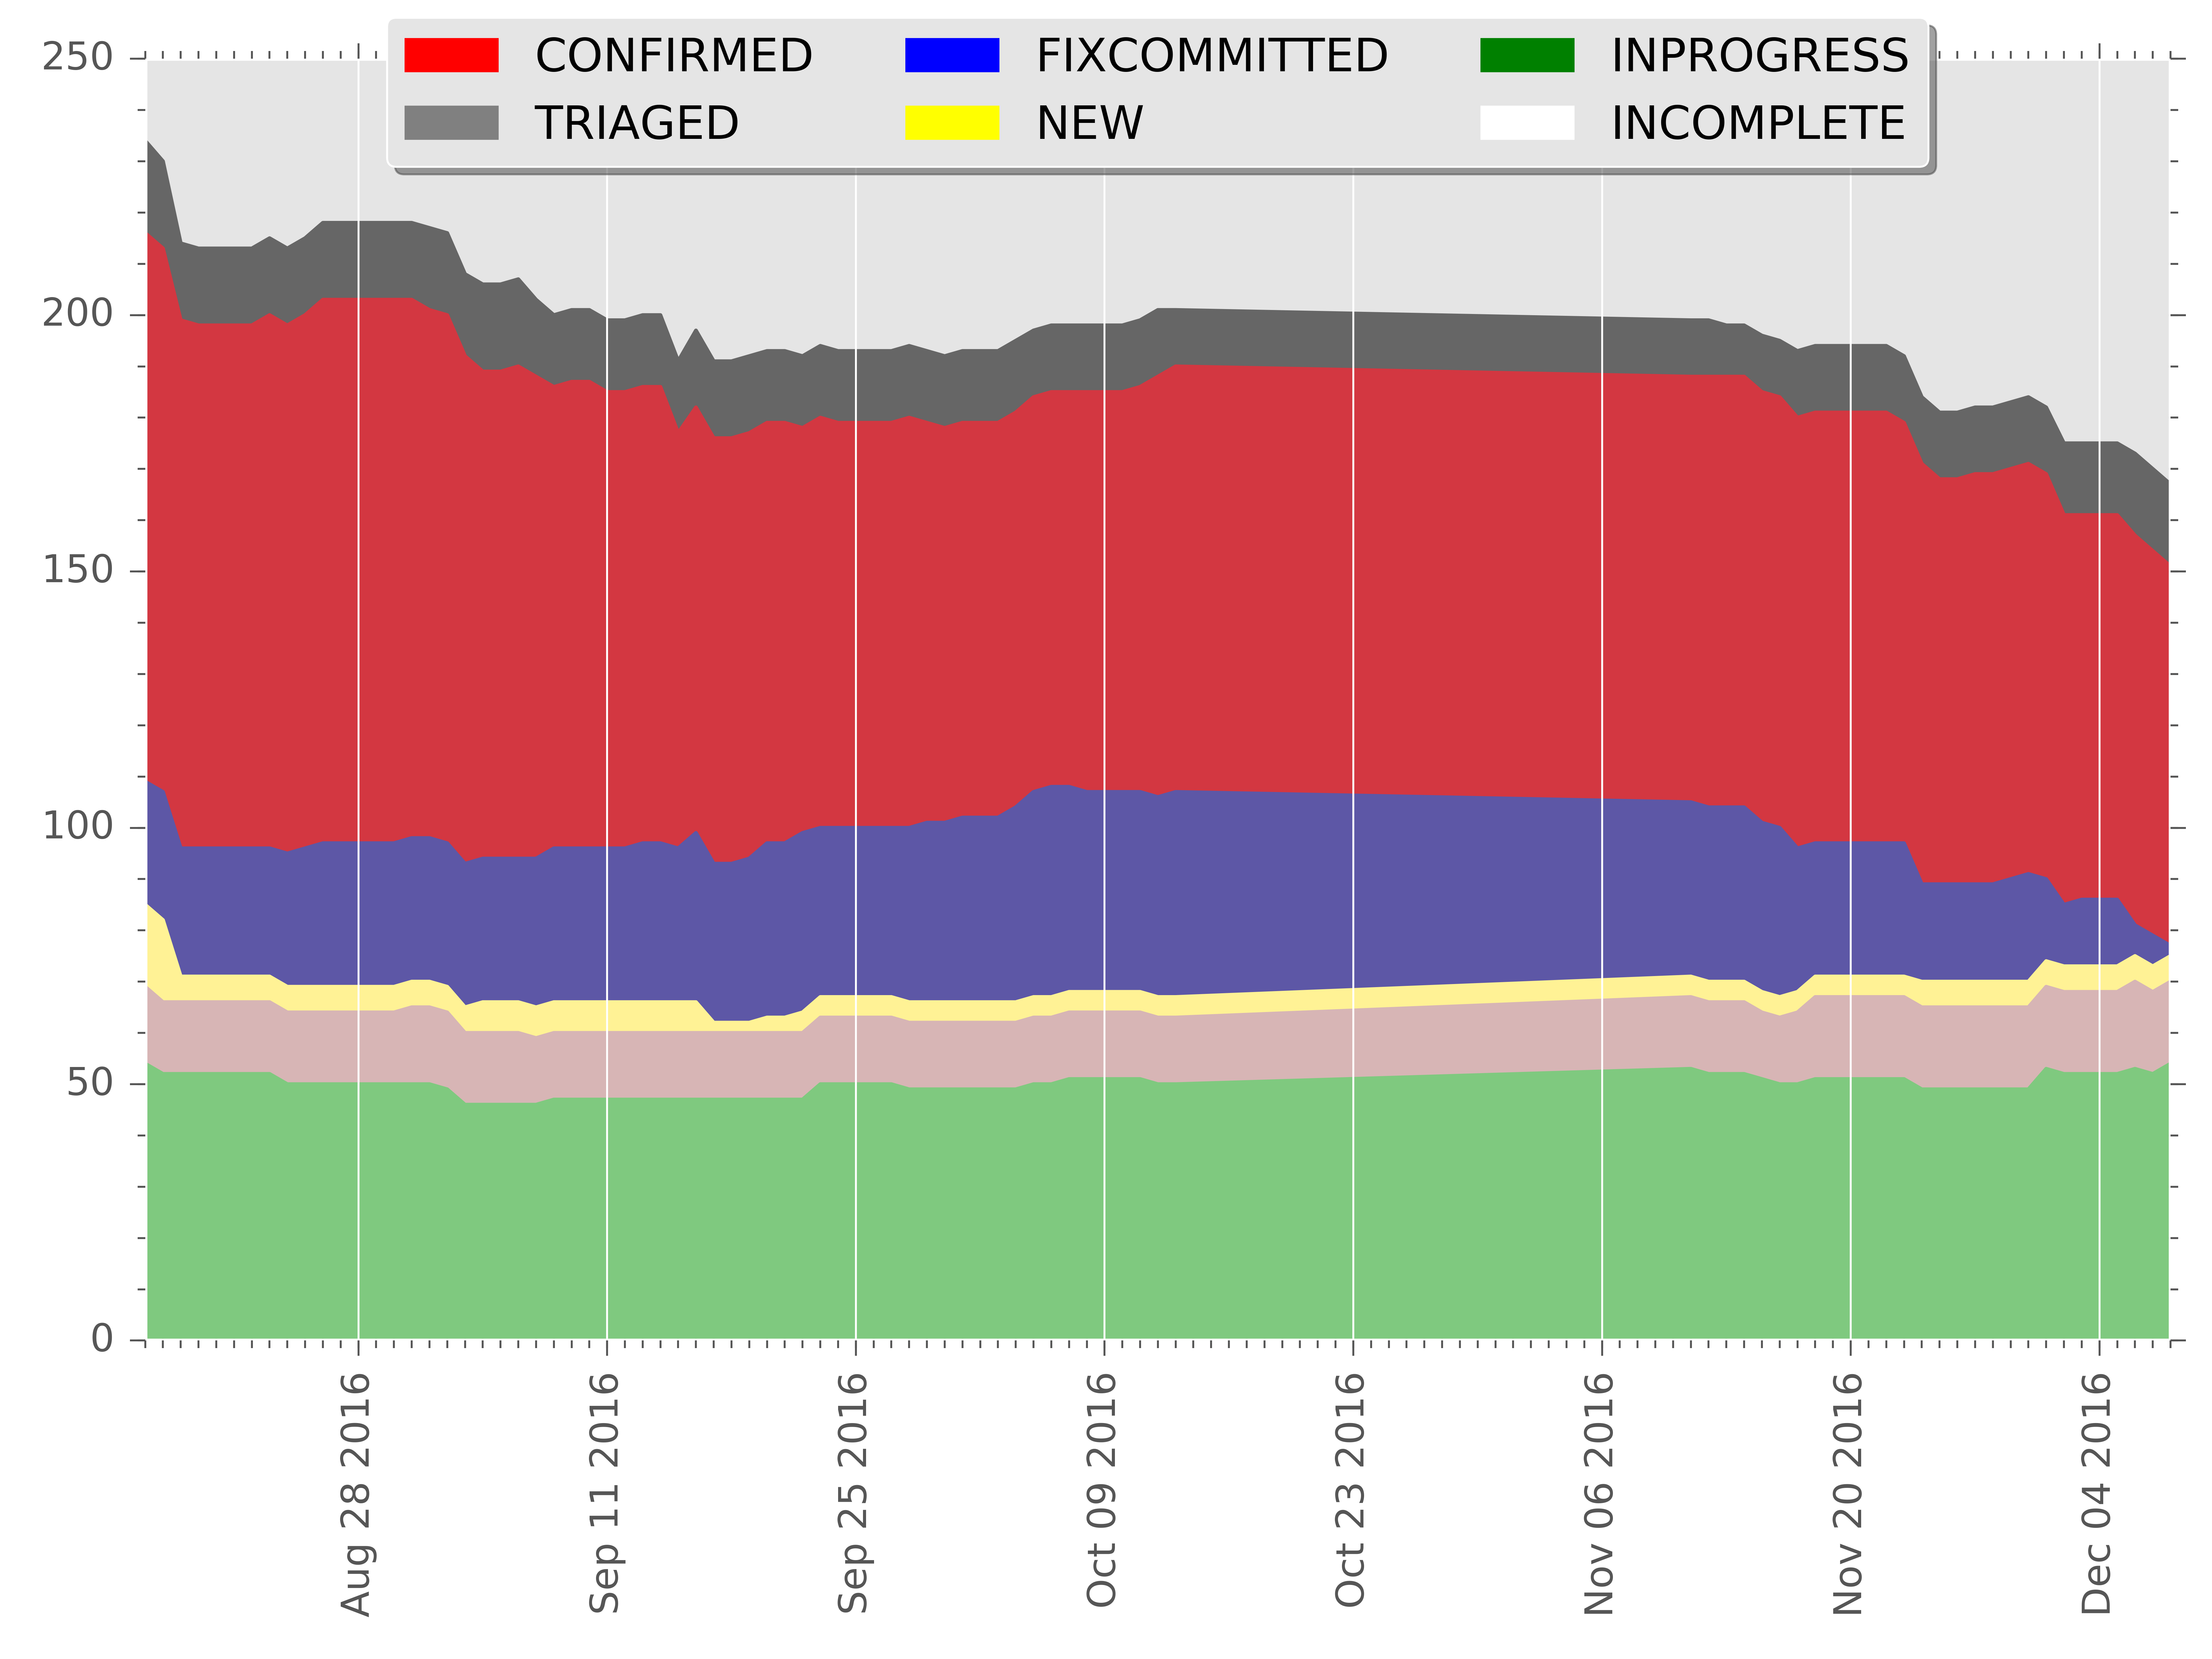 CONFIRMED FIXCOMMITTED INPROGRESS
TRIAGED NEW INCOMPLETE
250
200
150
100
50
0
Aug 28 2016
Sep 11 2016
Sep 25 2016
Oct 09 2016
Oct 23 2016
Nov 06 2016
Nov 20 2016
Dec 04 2016